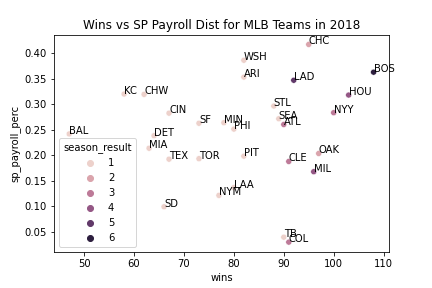 Wins vs SP Payroll Dist for MLB Teams in 2018
sp_payroll_perc
0.40
0.35
0.30
0.25
0.20
0.15
0.10
0.05
CHC
WSH
BOS
ARI
LAD
KC
CHW
HOU
STL
CIN
NYY
SF
MIN
SEA
ATL
PHI
BAL
DET
MIA
TEX
TOR
PIT
OAK
CLE
MIL
LAA
NYM
SD
TB
COL
season_result
1
2
3
4
5
6
50
60
70
80
90
100
110
wins